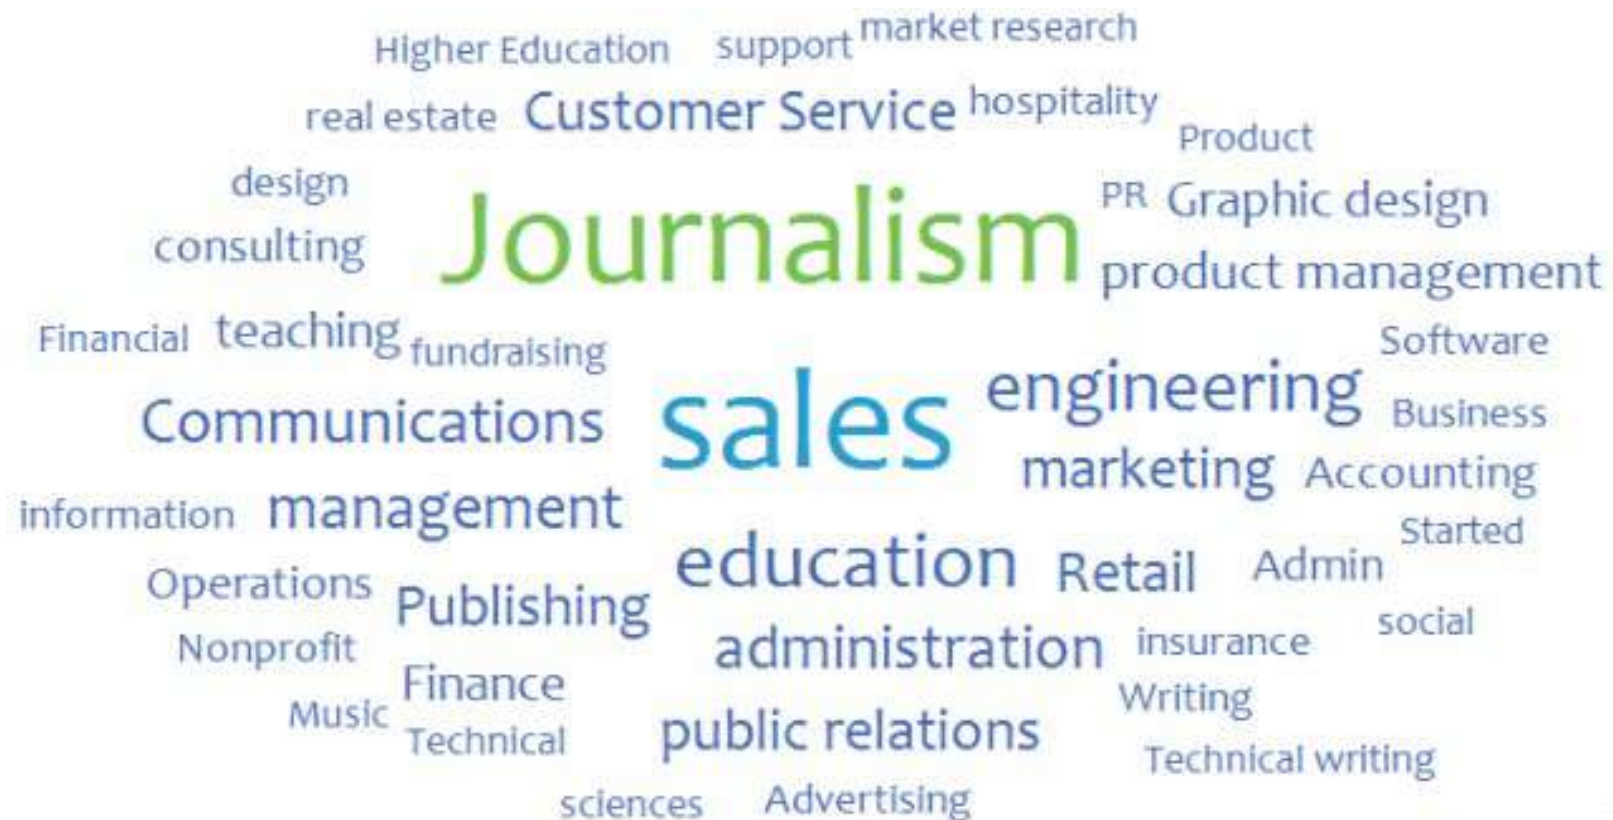 Higher Education support market research
real estate Customer Service hospitality
Product
design Journalism PR Graphic design
consulting product management
Financial teaching fundraising Software
Communications sales engineering Business
marketing Accounting
information management Started
education Retail Admin
Operations Publishing social
Nonprofit administration insurance
Finance Writing
Music Technical public relations
Technical writing
sciences Advertising